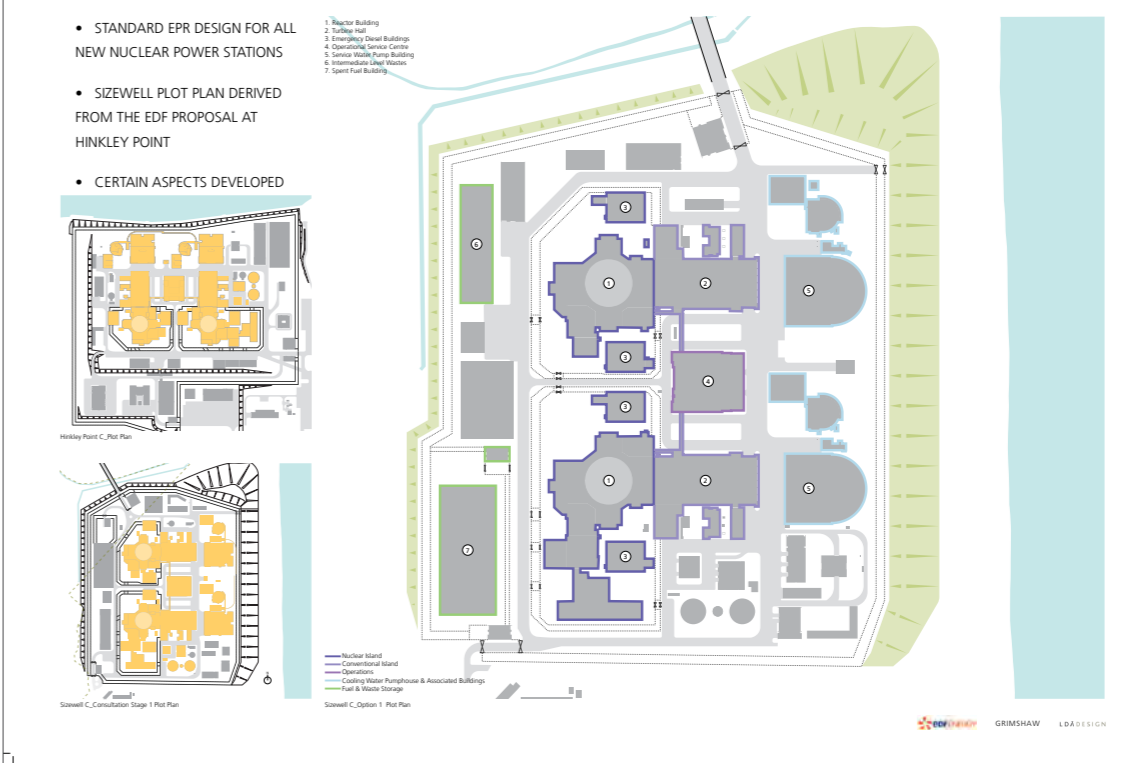 • STANDARD EPR DESIGN FOR ALL
NEW NUCLEAR POWER STATIONS
• SIZEWELL PLOT PLAN DERIVED
FROM THE EDF PROPOSAL AT
HINKLEY POINT
• CERTAIN ASPECTS DEVELOPED
Hinkley Point C_Plot Plan
Sizewell C_Consultation Stage 1 Plot Plan
1. Reactor Building
2. Turbine Hall
3. Emergency Diesel Buildings
4. Operational Service Centre
5. Service Water Pump Building
6. Intermediate Level Wastes
7. Spent Fuel Building
3
6
1
2
5
3
4
3
1
2
5
7
3
Nuclear Island
Conventional Island
Operations
Cooling Water Pumphouse & Associated Buildings
Fuel & Waste Storage
Sizewell C_Option 1 Plot Plan
EDF ENERGY
GRIMSHAW
LDĀDESIGN